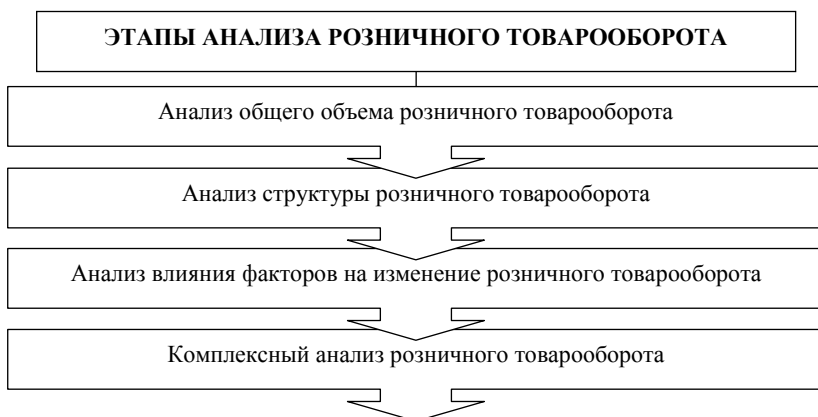 ЭТАПЫ АНАЛИЗА РОЗНИЧНОГО ТОВАРООБОРОТА
Анализ общего объема розничного товарооборота
Анализ структуры розничного товарооборота
Анализ влияния факторов на изменение розничного товарооборота
Комплексный анализ розничного товарооборота